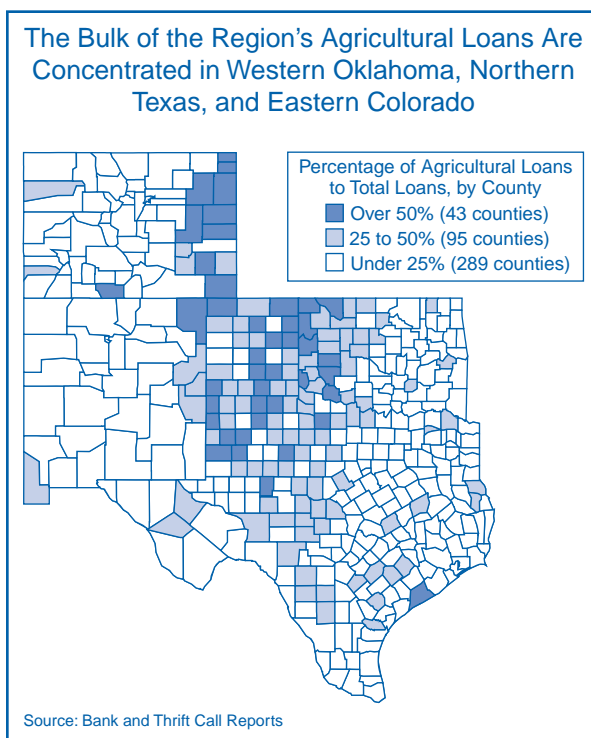 The Bulk of the Region's Agricultural Loans Are
Concentrated in Western Oklahoma, Northern
Texas, and Eastern Colorado
Percentage of Agricultural Loans
to Total Loans, by County
Over 50% (43 counties)
25 to 50% (95 counties)
Under 25% (289 counties)
Source: Bank and Thrift Call Reports